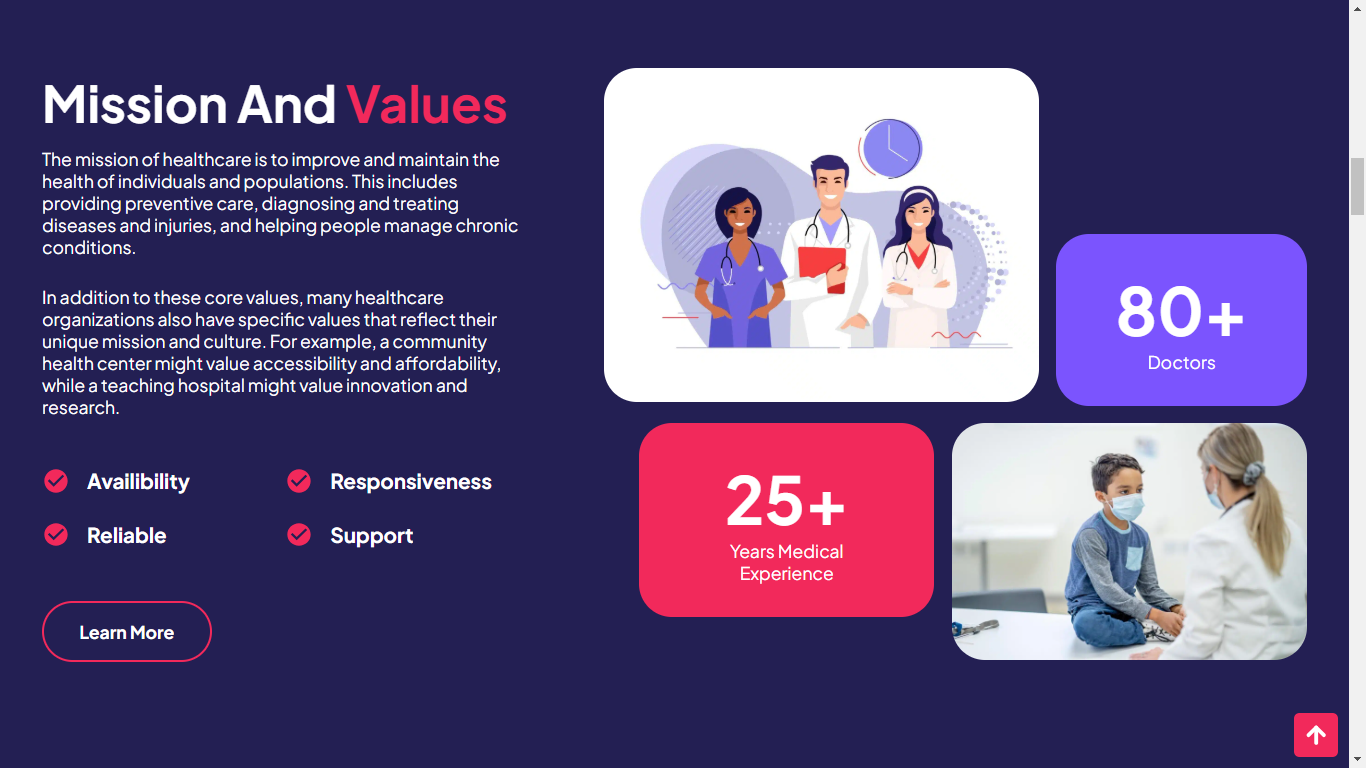 Mission And Values
The mission of healthcare is to improve and maintain the
health of individuals and populations. This includes
providing preventive care, diagnosing and treating
diseases and injuries, and helping people manage chronic
conditions.
In addition to these core values, many healthcare
organizations also have specific values that reflect their
unique mission and culture. For example, a community
health center might value accessibility and affordability,
while a teaching hospital might value innovation and
research.
Availibility
Responsiveness
Reliable
Support
Learn More
80+
Doctors
25+
Years Medical
Experience